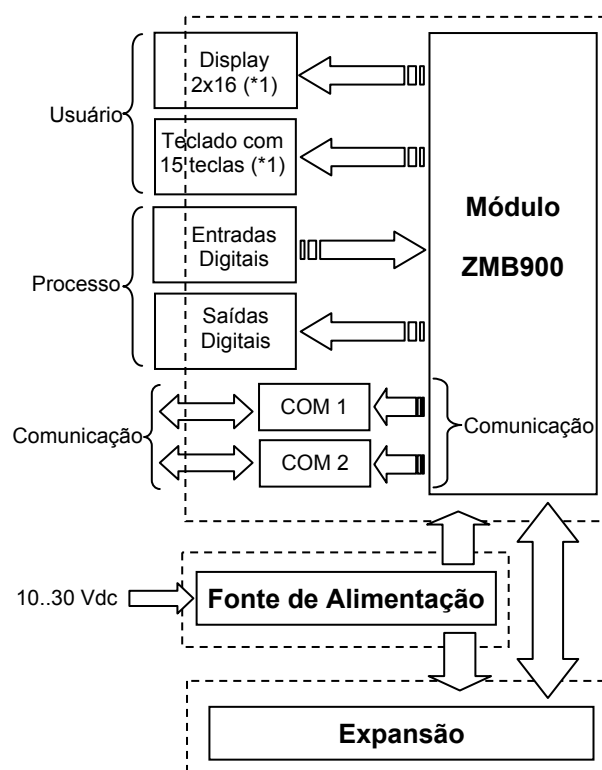 Display
2x16 (*1)
Usuário
Teclado com
15 teclas (*1)
Módulo
ZMB900
Entradas
Digitais
Processo
Saídas
Digitais
COM 1
Comunicação
Comunicação
COM 2
10..30 Vdc
Fonte de Alimentação
Expansão